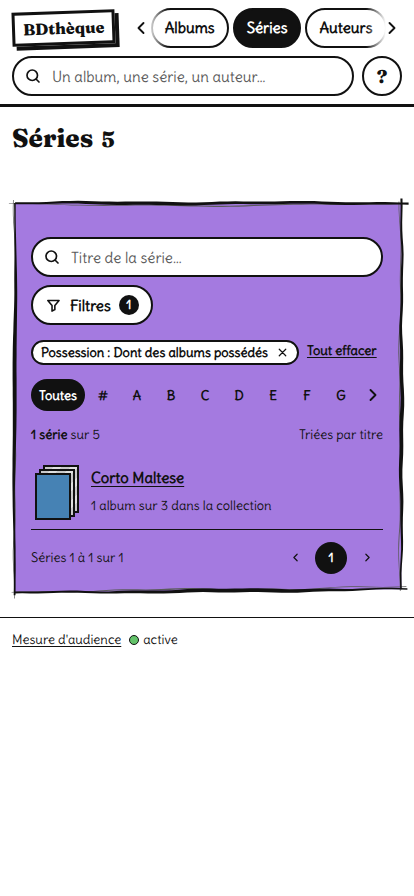 BDthèque
Albums Séries Auteurs
Un album, une série, un auteur...
?
Séries 5
Titre de la série...
Filtres 1
Possession : Dont des albums possédés ×
Tout effacer
Toutes # A B C D E F G
1 série sur 5
Triées par titre
Corto Maltese
1 album sur 3 dans la collection
Séries 1 à 1 sur 1
1
Mesure d'audience active